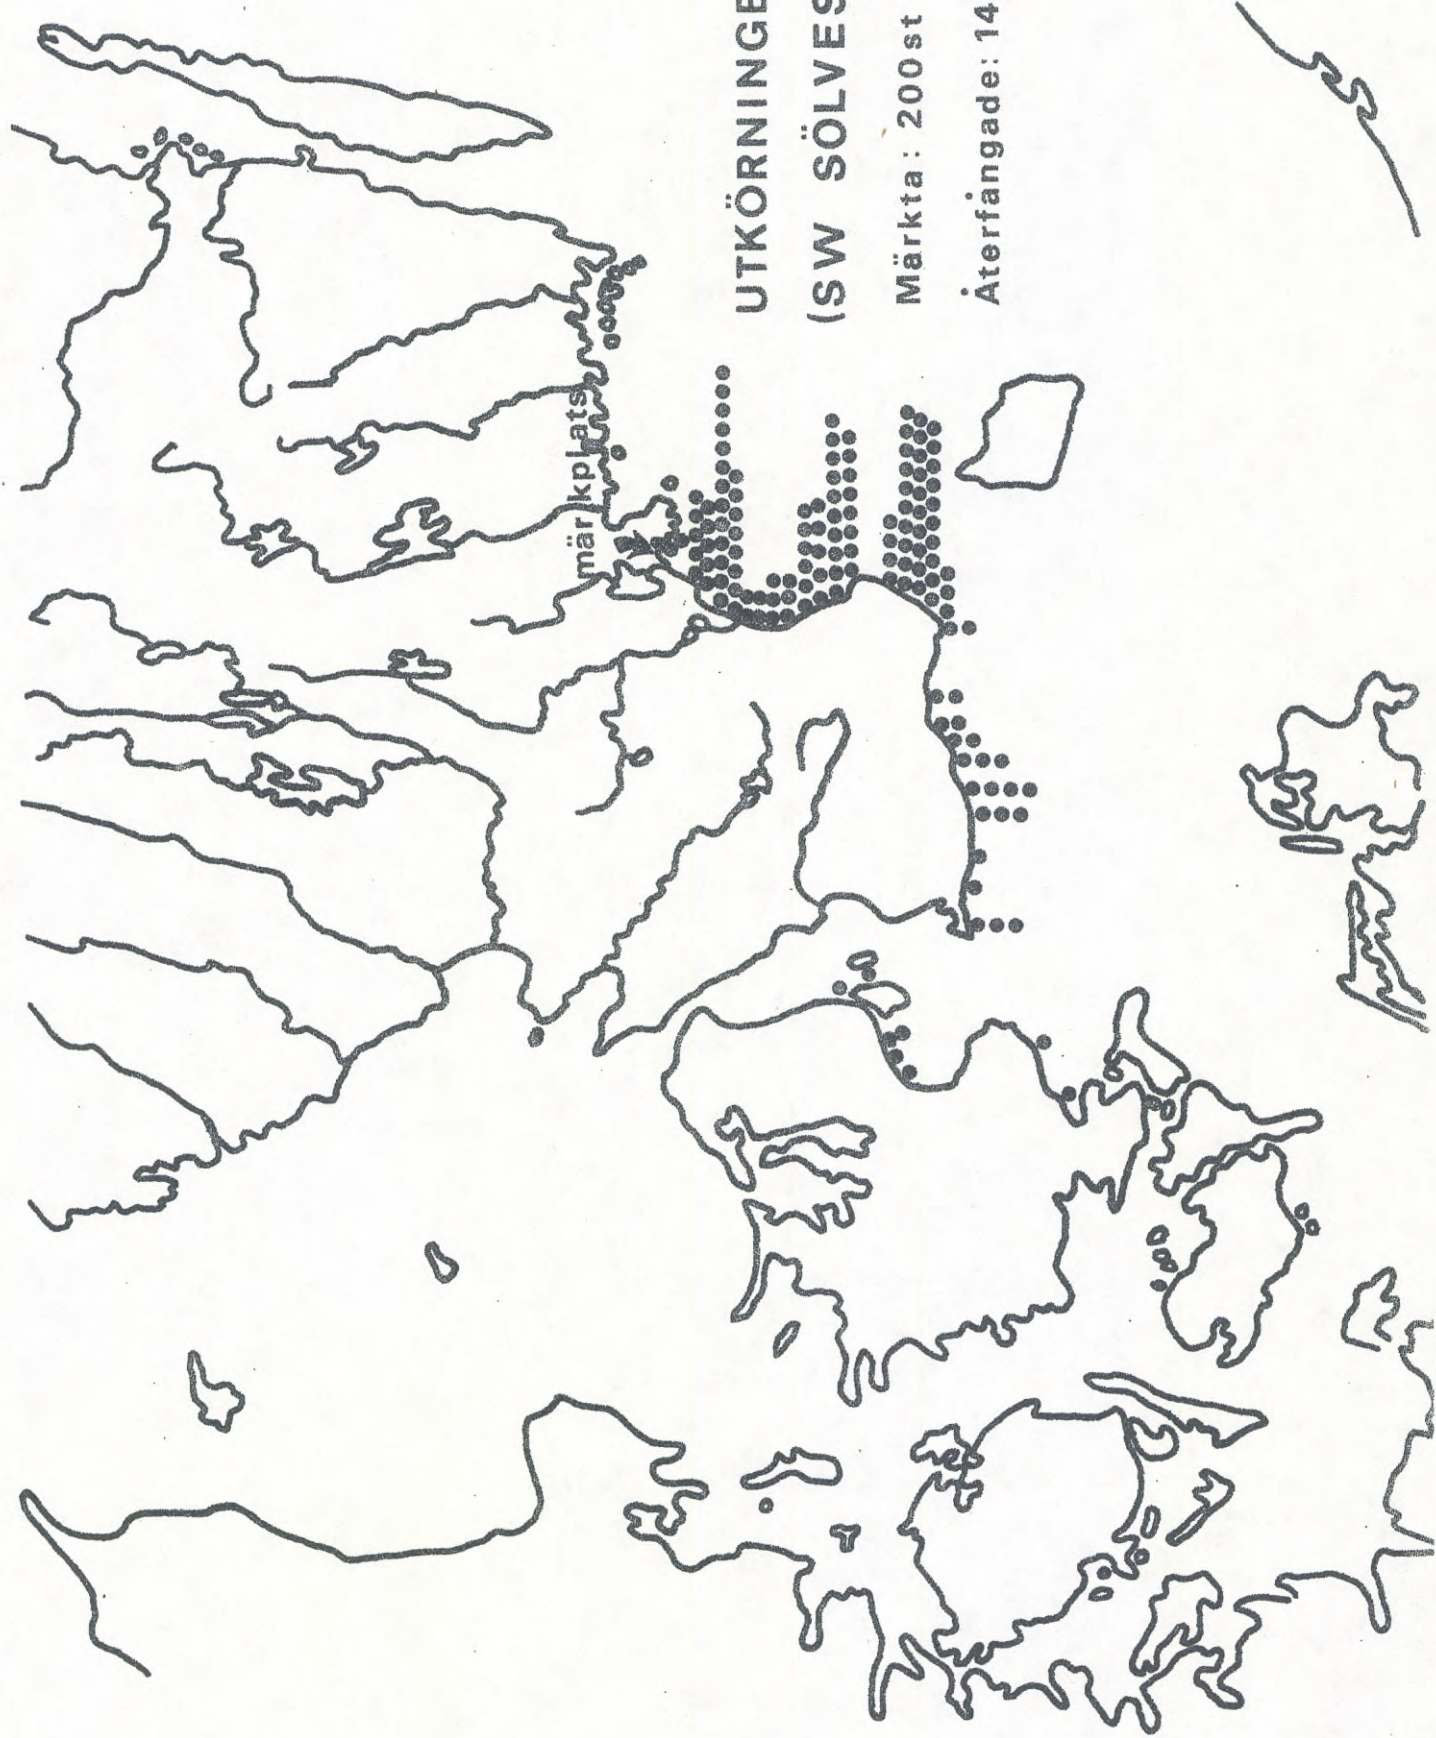 UTKÖRNINGE
(SW SÖLVES
Märkta: 200st
Återfångade: 14
märkplats